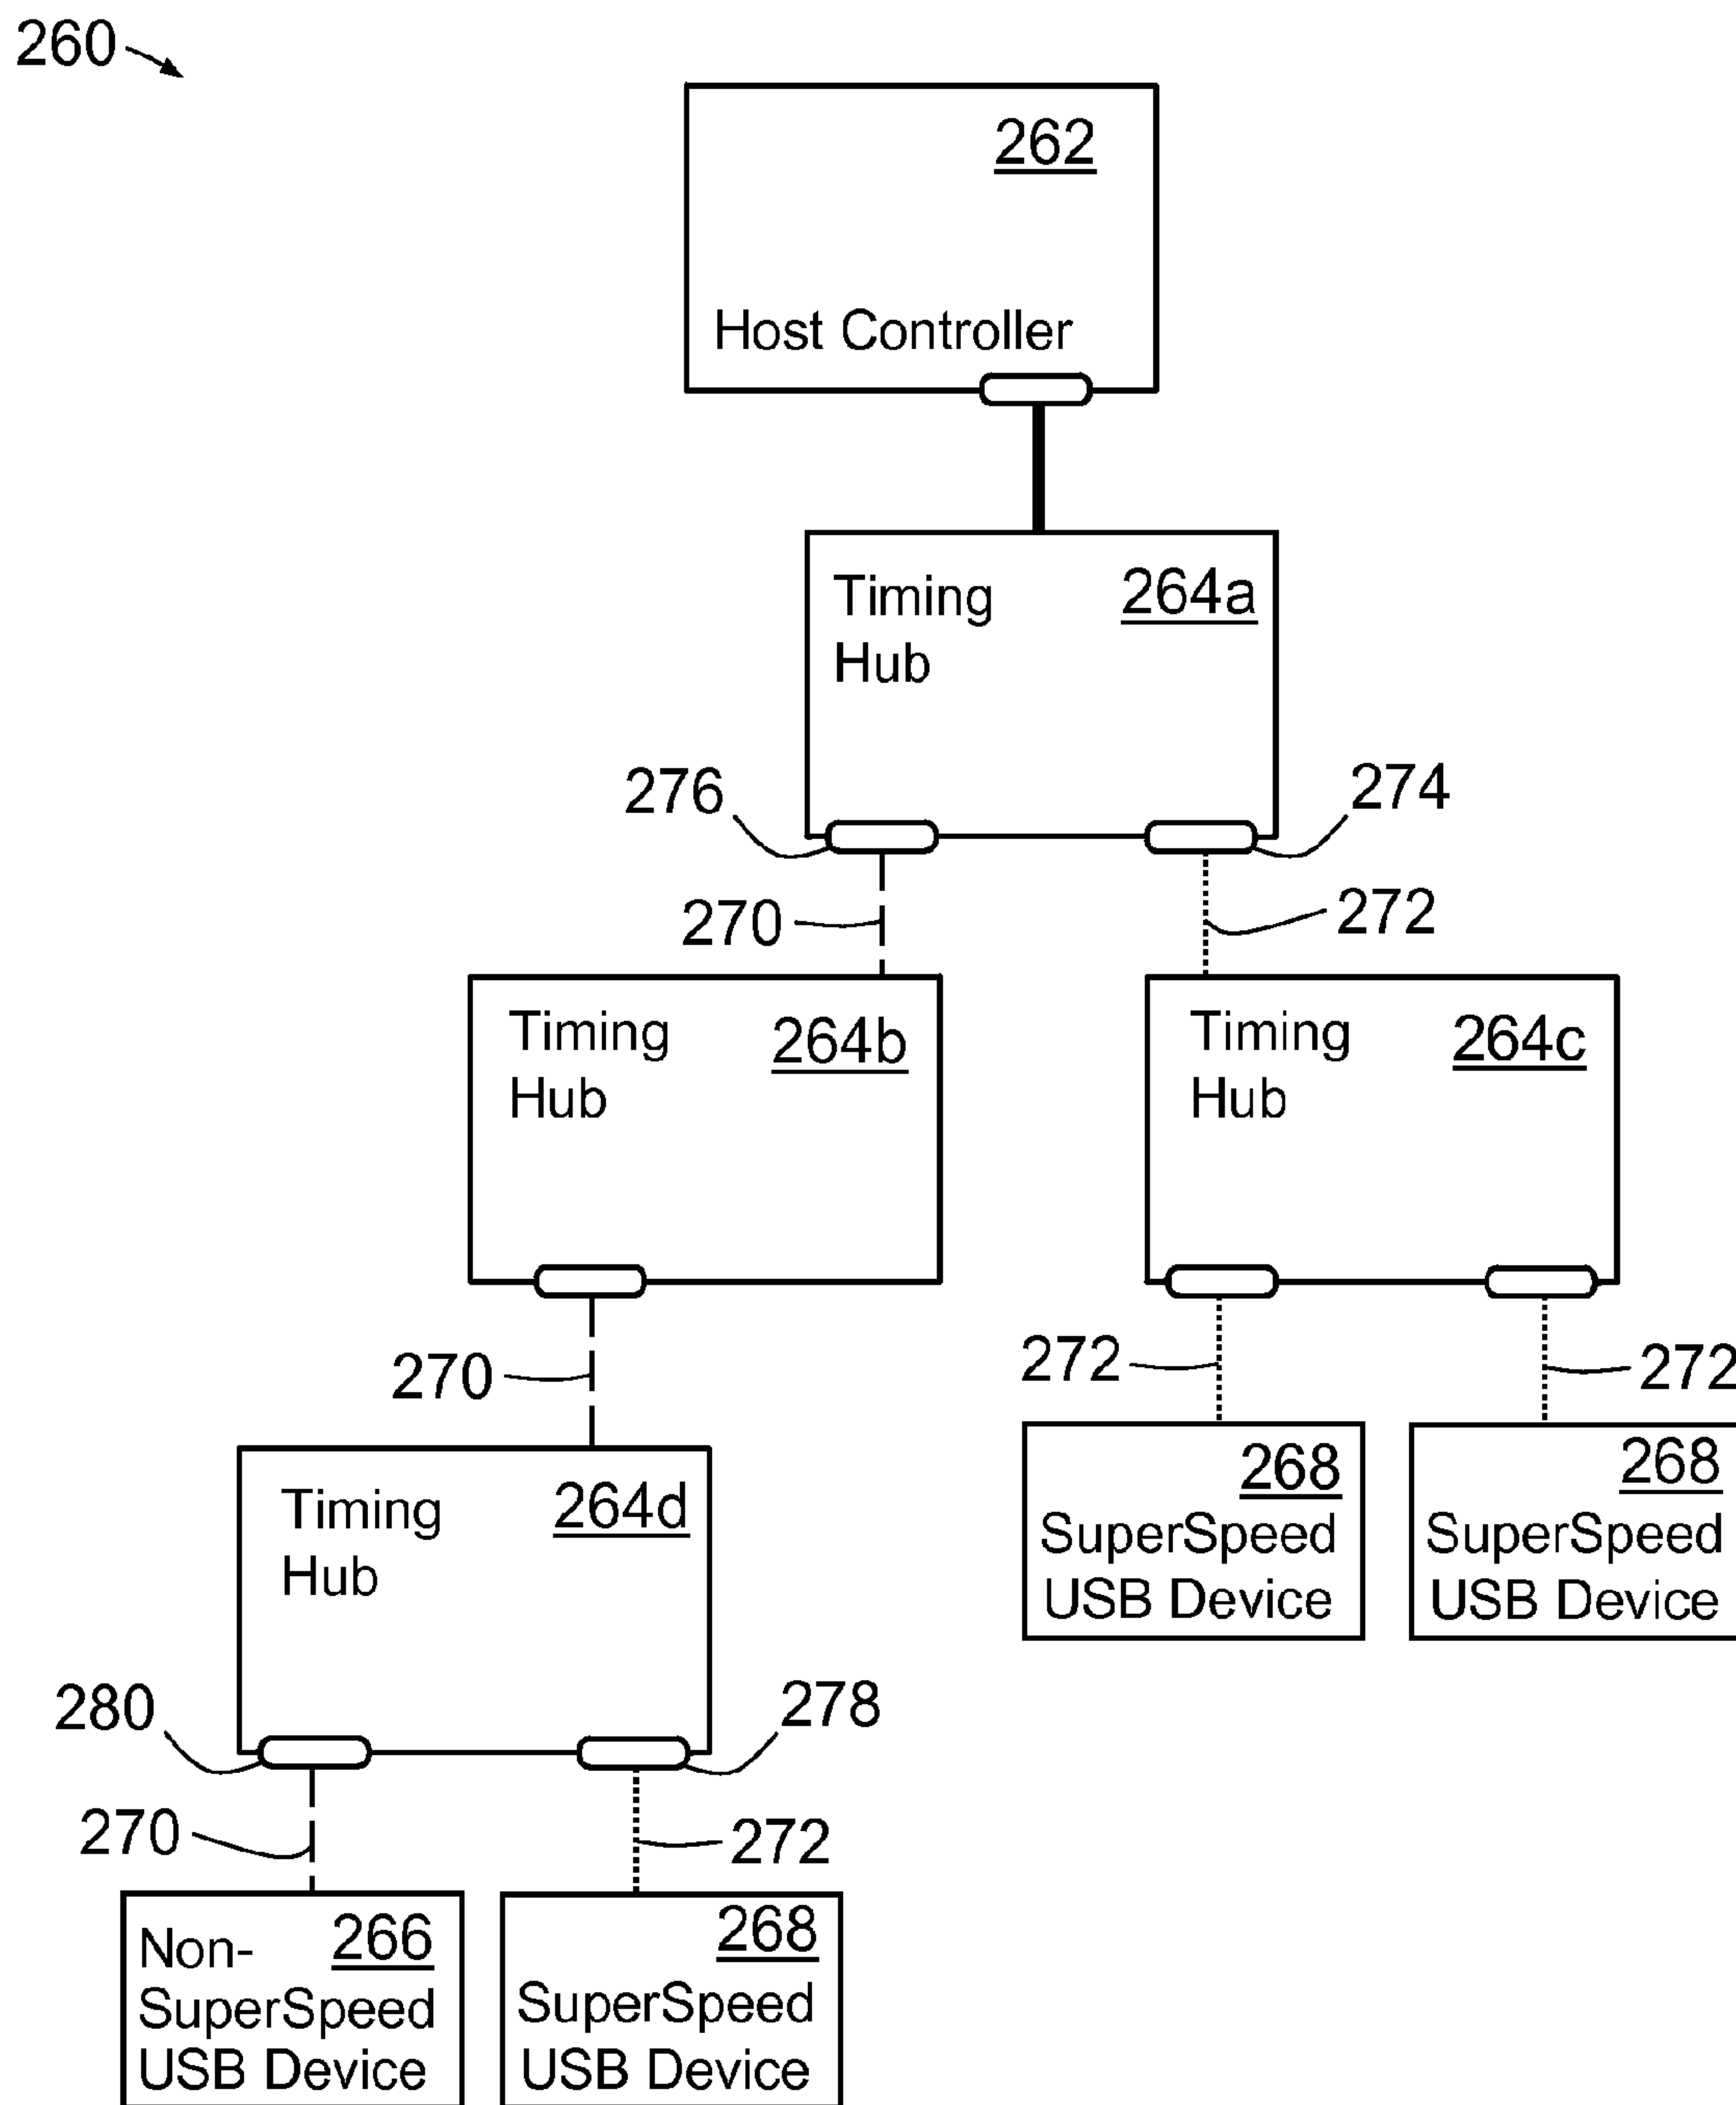 260
262
Host Controller
Timing
Hub
264a
276
274
270
272
Timing
Hub
264b
Timing
Hub
264c
270
272
272
Timing
Hub
264d
268
SuperSpeed
USB Device
268
SuperSpeed
USB Device
280
278
270
272
Non-
266
SuperSpeed
USB Device
268
SuperSpeed
USB Device